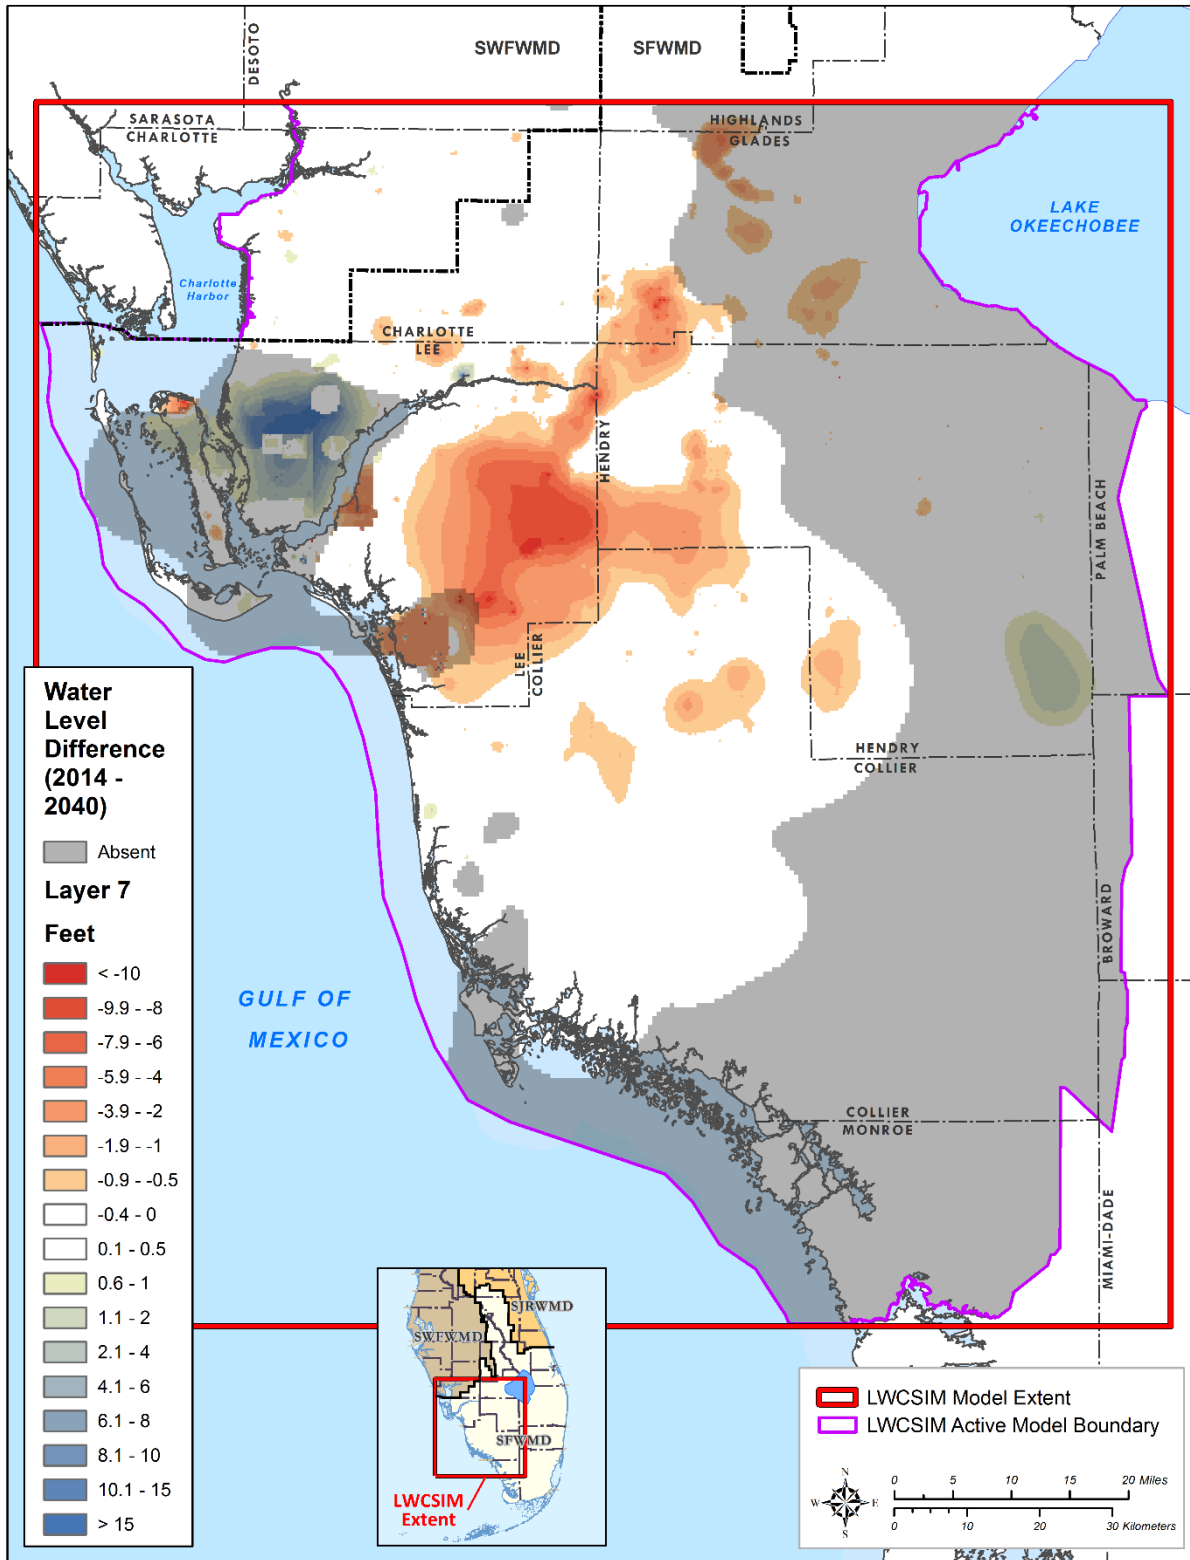 SWFWMD
SFWMD
DESOTO
SARASOTA
CHARLOTTE
HIGHLANDS
GLADES
LAKE
OKEECHOBEE
Charlotte
Harbor
CHARLOTTE
LEE
HENDRY
PALM BEACH
LEE
COLLIER
HENDRY
COLLIER
BROWARD
GULF OF
MEXICO
COLLIER
MONROE
MIAMI-DADE
Water
Level
Difference
(2014 -
2040)
Absent
Layer 7
Feet
< -10
-9.9 - -8
-7.9 - -6
-5.9 - -4
-3.9 - -2
-1.9 - -1
-0.9 - -0.5
-0.4 - 0
0.1 - 0.5
0.6 - 1
1.1 - 2
2.1 - 4
4.1 - 6
6.1 - 8
8.1 - 10
10.1 - 15
> 15
SJRWMD
SWFWMD
SFWMD
LWCSIM
Extent
LWCSIM Model Extent
LWCSIM Active Model Boundary
N
W E
S
0 5 10 15 20 Miles
0 10 20 30 Kilometers